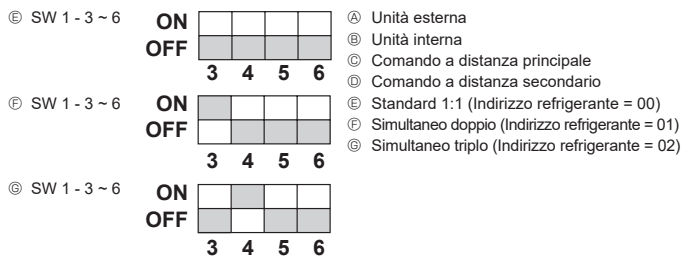 Ⓔ SW 1 - 3 ~ 6
ON
OFF
3 4 5 6
Ⓕ SW 1 - 3 ~ 6
ON
OFF
3 4 5 6
Ⓖ SW 1 - 3 ~ 6
ON
OFF
3 4 5 6
Ⓐ Unità esterna
Ⓑ Unità interna
Ⓒ Comando a distanza principale
Ⓓ Comando a distanza secondario
Ⓔ Standard 1:1 (Indirizzo refrigerante = 00)
Ⓕ Simultaneo doppio (Indirizzo refrigerante = 01)
Ⓖ Simultaneo triplo (Indirizzo refrigerante = 02)